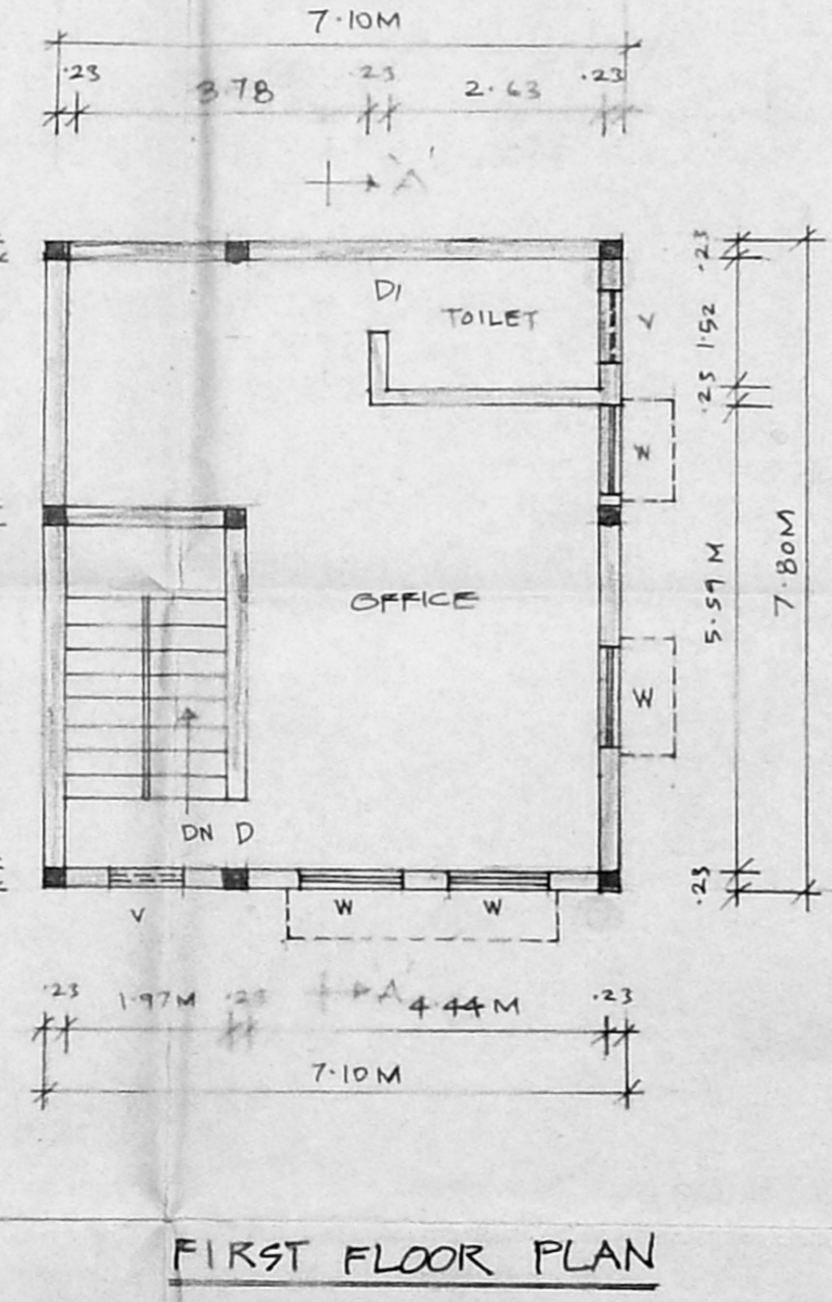 7.10M
.23 3.78 .23 2.63 .23
'A'
D1
TOILET
V
.23
1.52
.23
W
OFFICE
5.59 M
7.80M
W
DN D
.23
V
W
W
.23 1.97M .23 'A' 4.44 M .23
7.10M
FIRST FLOOR PLAN